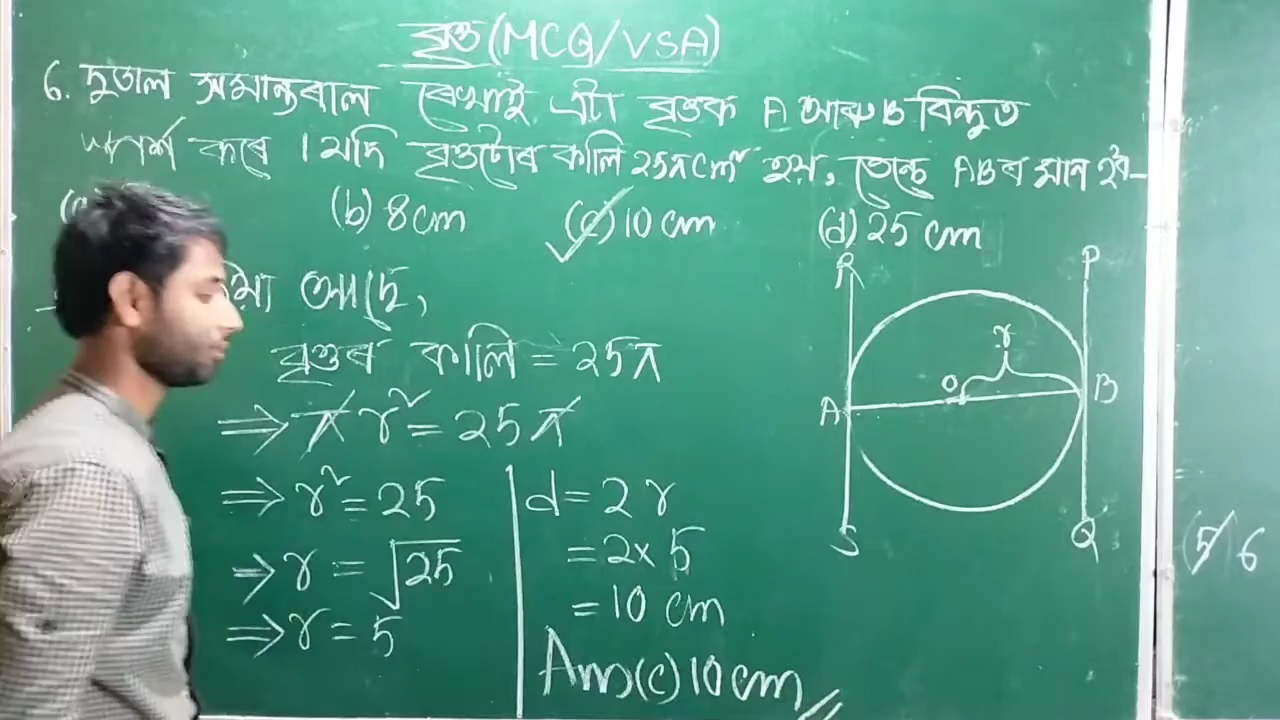 বৃত্ত (MCQ/VSA)
6. দুডাল সমান্তৰাল ৰেখাই এটা বৃত্তক A আৰু B বিন্দুত
স্পৰ্শ কৰে । যদি বৃত্তটোৰ কালি 25π cm² হয়, তেন্তে AB ৰ মান হ'ব–
(b) 8 cm (c) 10 cm (d) 25 cm
আছে,
বৃত্তৰ কালি = 25π
⇒ πr² = 25π
⇒ r² = 25
⇒ r = √25
⇒ r = 5
d = 2r
= 2×5
= 10 cm
Ans (c) 10 cm
R P
r
O
A B
S Q
(5) 6